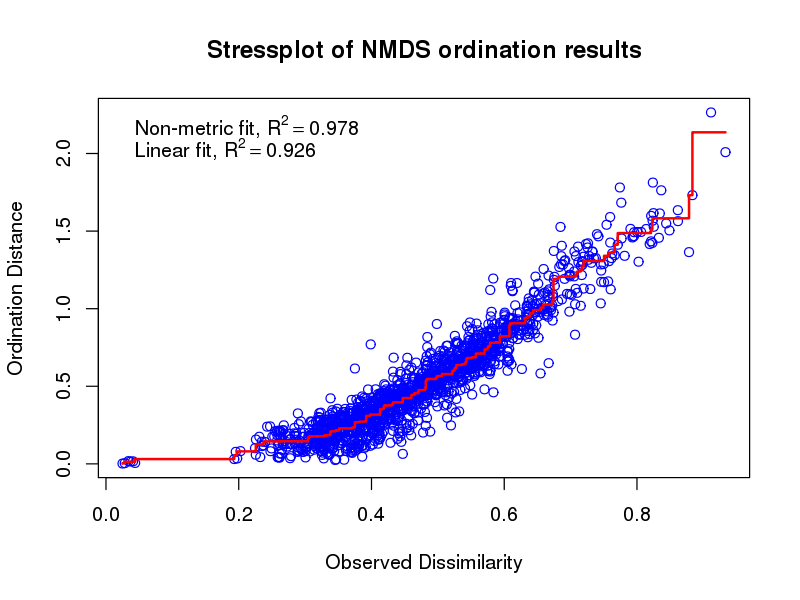 Stressplot of NMDS ordination results
Non-metric fit, R² = 0.978
Linear fit, R² = 0.926
Ordination Distance
2.0
1.5
1.0
0.5
0.0
0.0 0.2 0.4 0.6 0.8
Observed Dissimilarity